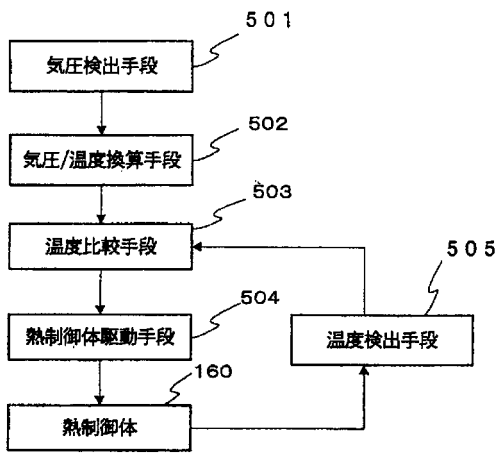 501
気圧検出手段
502
気圧/温度換算手段
503
温度比較手段
504
熱制御体駆動手段
505
温度検出手段
160
熱制御体